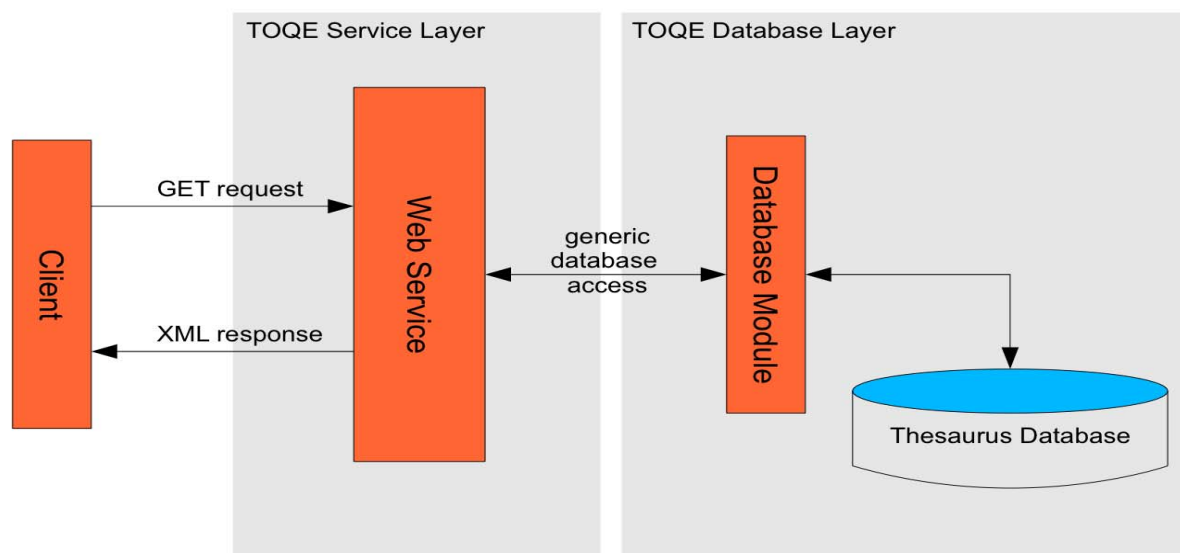 TOQE Service Layer
TOQE Database Layer
Client
GET request
XML response
Web Service
generic
database
access
Database Module
Thesaurus Database